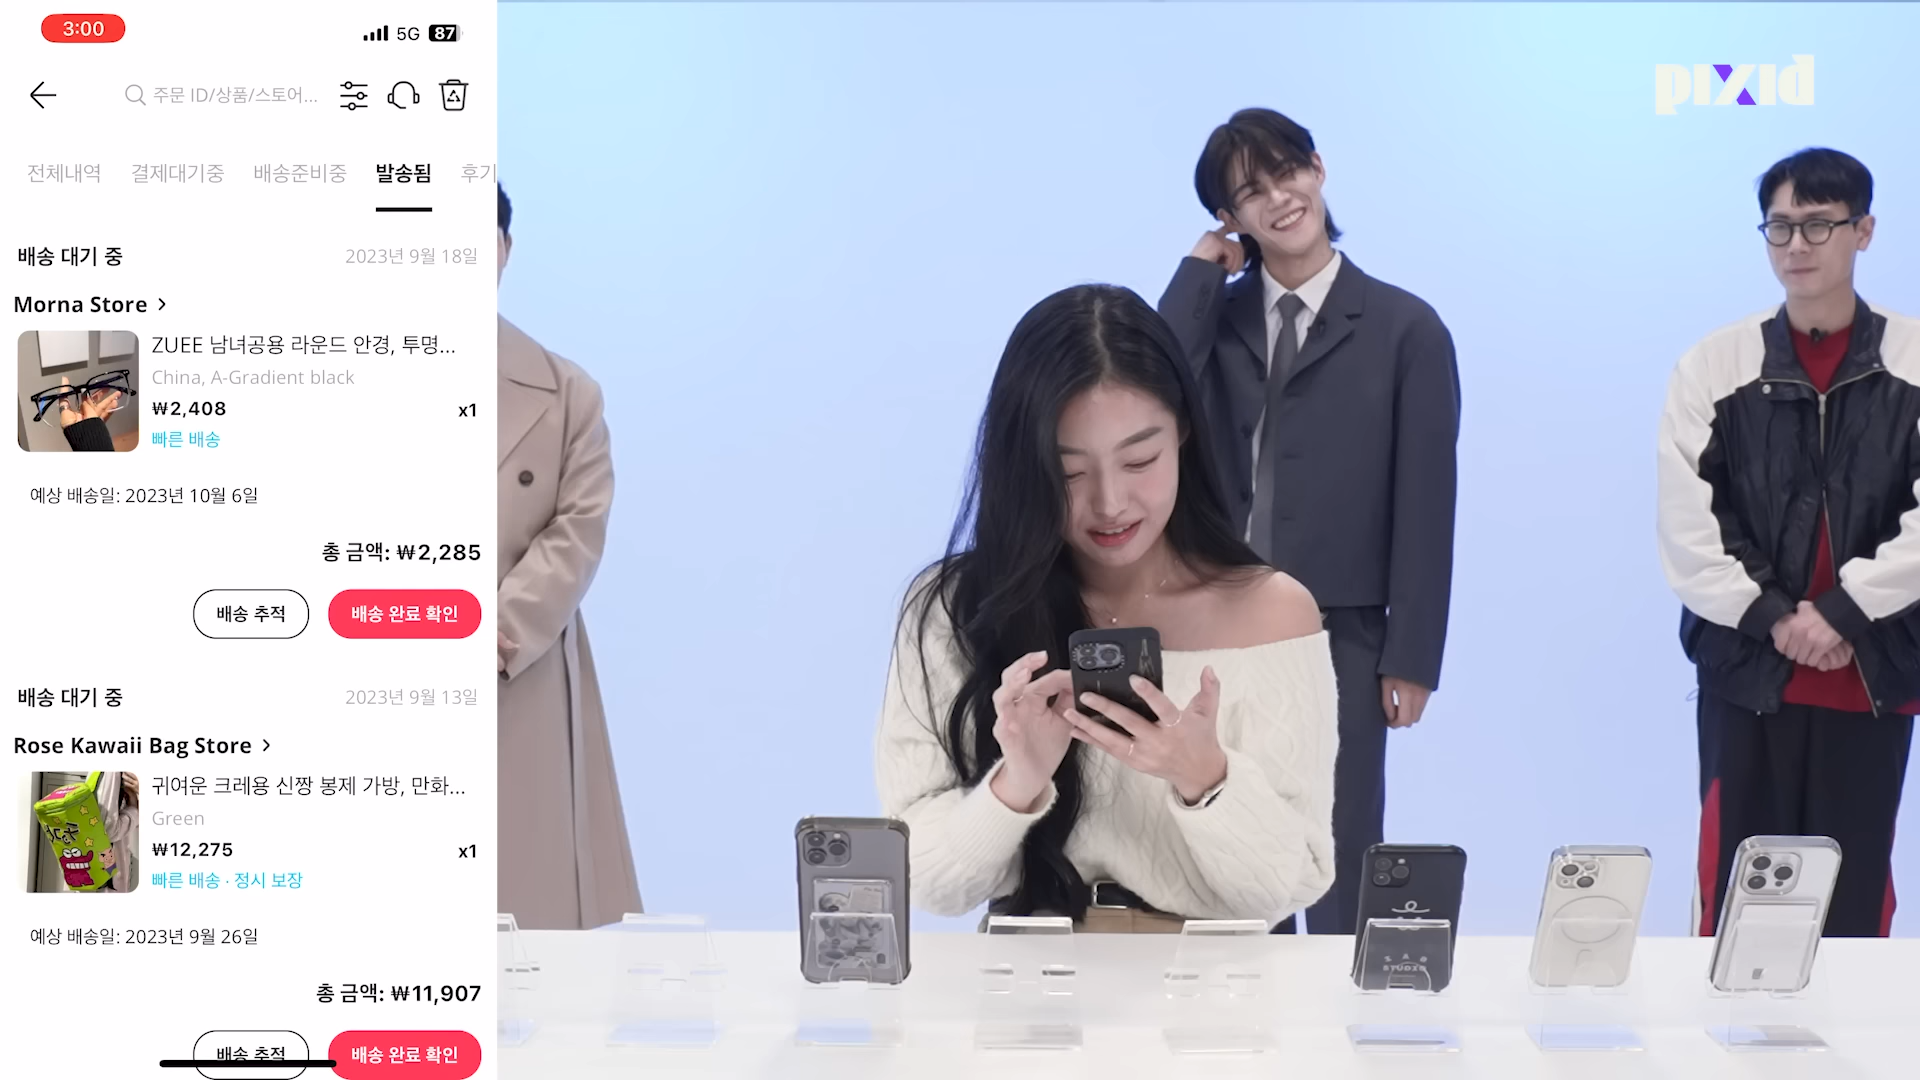 3:00
5G 87
주문 ID/상품/스토어...
전체내역 결제대기중 배송준비중 발송됨 후기
배송 대기 중 2023년 9월 18일
Morna Store >
ZUEE 남녀공용 라운드 안경, 투명...
China, A-Gradient black
₩2,408 x1
빠른 배송
예상 배송일: 2023년 10월 6일
총 금액: ₩2,285
배송 추적 배송 완료 확인
배송 대기 중 2023년 9월 13일
Rose Kawaii Bag Store >
귀여운 크레용 신짱 봉제 가방, 만화...
Green
₩12,275 x1
빠른 배송 · 정시 보장
예상 배송일: 2023년 9월 26일
총 금액: ₩11,907
배송 추적 배송 완료 확인
pixid
STUDIO